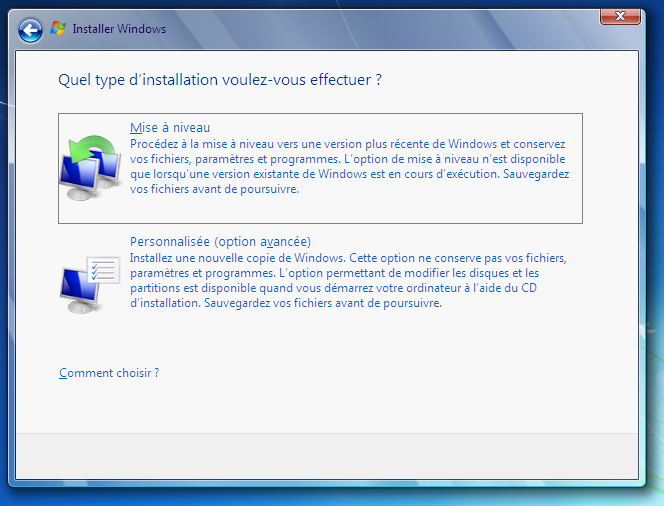 Installer Windows
Quel type d'installation voulez-vous effectuer ?
Mise à niveau
Procédez à la mise à niveau vers une version plus récente de Windows et conservez
vos fichiers, paramètres et programmes. L'option de mise à niveau n'est disponible
que lorsqu'une version existante de Windows est en cours d'exécution. Sauvegardez
vos fichiers avant de poursuivre.
Personnalisée (option avancée)
Installez une nouvelle copie de Windows. Cette option ne conserve pas vos fichiers,
paramètres et programmes. L'option permettant de modifier les disques et les
partitions est disponible quand vous démarrez votre ordinateur à l'aide du CD
d'installation. Sauvegardez vos fichiers avant de poursuivre.
Comment choisir ?